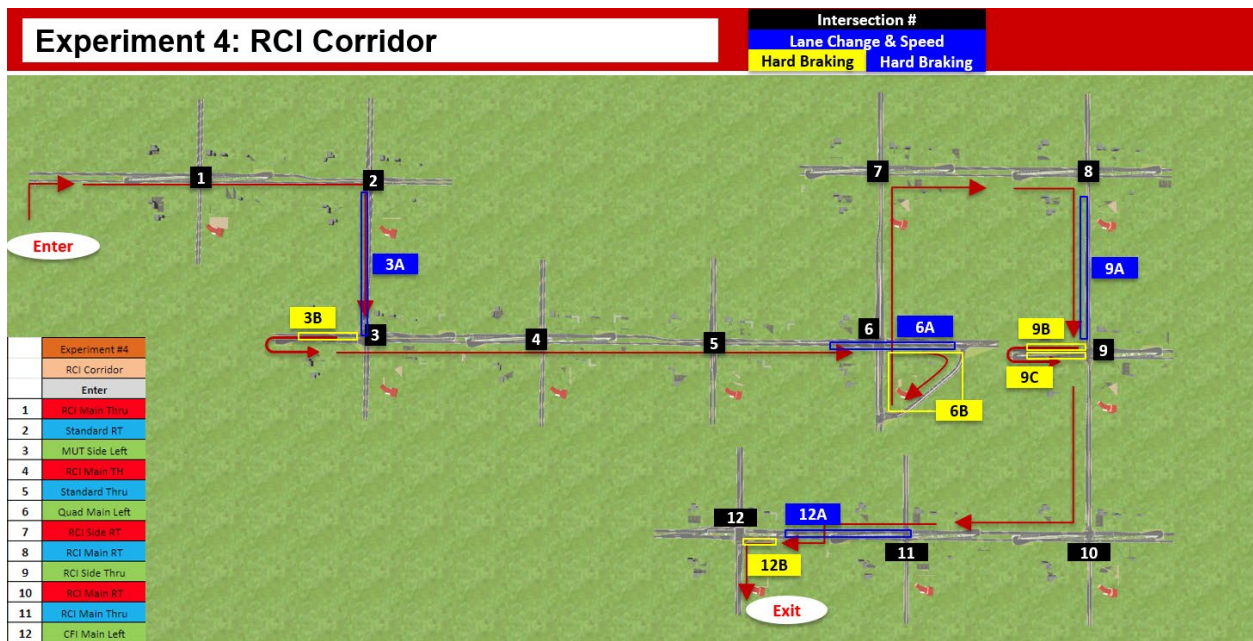 Experiment 4: RCI Corridor
Intersection #
Lane Change & Speed
Hard Braking Hard Braking
1
2
7
8
Enter
3A
9A
3B
3
4
5
6
6A
9B
9
9C
6B
12
12A
11
10
12B
Exit
Experiment #4
RCI Corridor
Enter
1 RCI Main Thru
2 Standard RT
3 MUT Side Left
4 RCI Main TH
5 Standard Thru
6 Quad Main Left
7 RCI Side RT
8 RCI Main RT
9 RCI Side Thru
10 RCI Main RT
11 RCI Main Thru
12 CFI Main Left